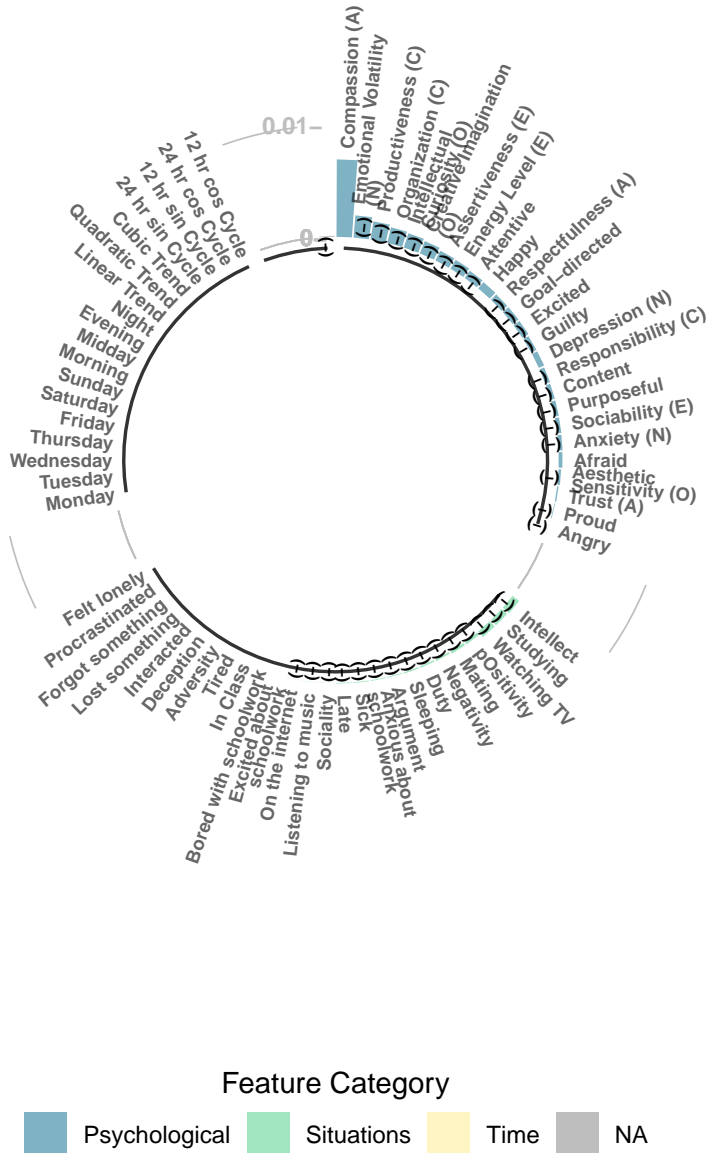 Compassion (A)
Emotional Volatility
(N)
Productiveness (C)
Organization (C)
Intellectual
Curiosity (O)
Creative Imagination
(O)
Assertiveness (E)
Energy Level (E)
Attentive
Happy
Respectfulness (A)
Goal–directed
Excited
Guilty
Depression (N)
Responsibility (C)
Content
Purposeful
Sociability (E)
Anxiety (N)
Afraid
Aesthetic
Sensitivity (O)
Trust (A)
Proud
Angry
Intellect
Studying
Watching TV
pOsitivity
Mating
Negativity
Duty
Sleeping
Argument
Anxious about
schoolwork
Sick
Late
Sociality
Listening to music
On the internet
Excited about
schoolwork
Bored with schoolwork
In Class
Tired
Adversity
Deception
Interacted
Lost something
Forgot something
Procrastinated
Felt lonely
Monday
Tuesday
Wednesday
Thursday
Friday
Saturday
Sunday
Morning
Midday
Evening
Night
Linear Trend
Quadratic Trend
Cubic Trend
24 hr sin Cycle
12 hr sin Cycle
24 hr cos Cycle
12 hr cos Cycle
0.01
0
Feature Category
Psychological
Situations
Time
NA